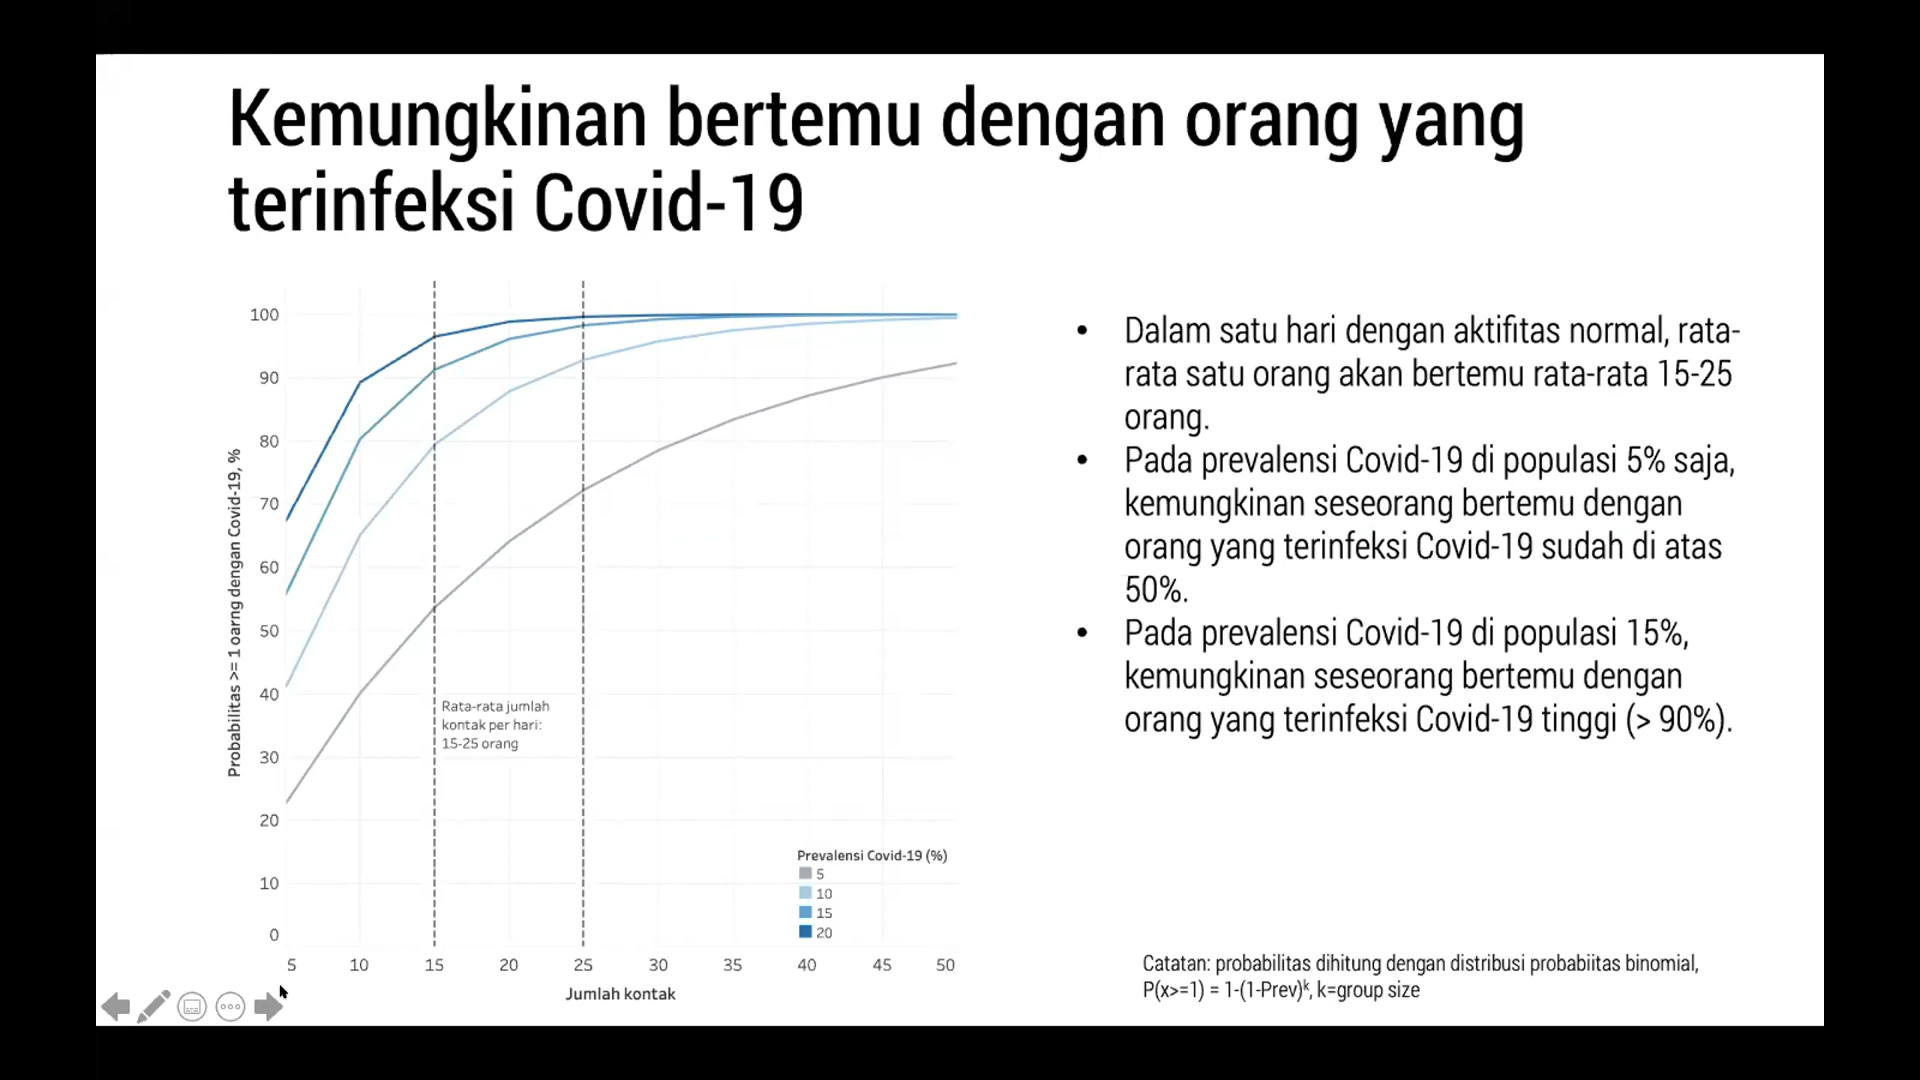 Kemungkinan bertemu dengan orang yang
terinfeksi Covid-19
100
90
80
70
60
50
40
30
20
10
0
Probabilitas >= 1 oarng dengan Covid-19, %
Rata-rata jumlah
kontak per hari:
15-25 orang
Prevalensi Covid-19 (%)
5
10
15
20
5 10 15 20 25 30 35 40 45 50
Jumlah kontak
• Dalam satu hari dengan aktifitas normal, rata-
rata satu orang akan bertemu rata-rata 15-25
orang.
• Pada prevalensi Covid-19 di populasi 5% saja,
kemungkinan seseorang bertemu dengan
orang yang terinfeksi Covid-19 sudah di atas
50%.
• Pada prevalensi Covid-19 di populasi 15%,
kemungkinan seseorang bertemu dengan
orang yang terinfeksi Covid-19 tinggi (> 90%).
Catatan: probabilitas dihitung dengan distribusi probabiitas binomial,
P(x>=1) = 1-(1-Prev)ᵏ, k=group size